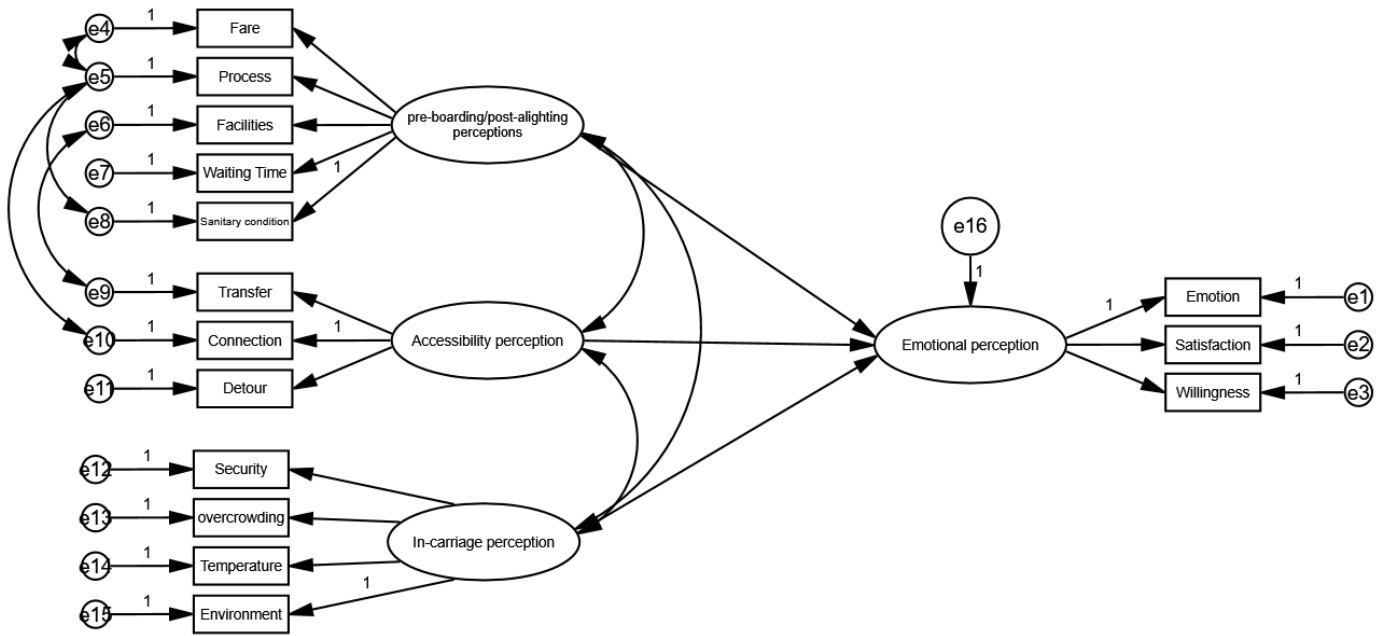 e4 1 Fare
e5 1 Process
e6 1 Facilities
e7 1 Waiting Time
e8 1 Sanitary condition
1
pre-boarding/post-alighting
perceptions
e9 1 Transfer
e10 1 Connection 1
e11 1 Detour
Accessibility perception
e12 1 Security
e13 1 overcrowding
e14 1 Temperature
e15 1 Environment
1
In-carriage perception
e16
1
Emotional perception
1 Emotion 1 e1
Satisfaction 1 e2
Willingness 1 e3